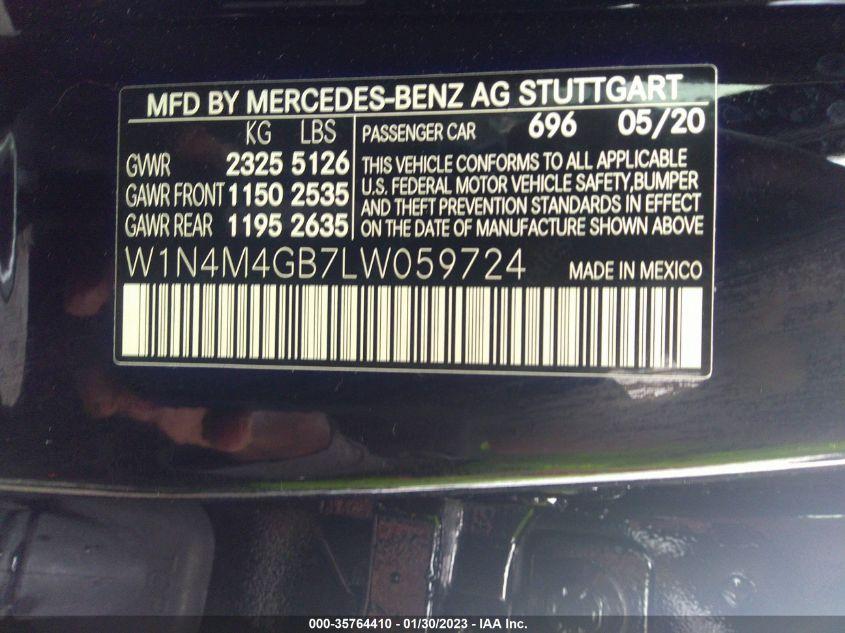 MFD BY MERCEDES-BENZ AG STUTTGART
KG LBS
GVWR 2325 5126
GAWR FRONT 1150 2535
GAWR REAR 1195 2635
PASSENGER CAR 696 05/20
THIS VEHICLE CONFORMS TO ALL APPLICABLE
U.S. FEDERAL MOTOR VEHICLE SAFETY,BUMPER
AND THEFT PREVENTION STANDARDS IN EFFECT
ON THE DATE OF MANUFACTURE SHOWN ABOVE
W1N4M4GB7LW059724 MADE IN MEXICO
000-35764410 - 01/30/2023 - IAA Inc.